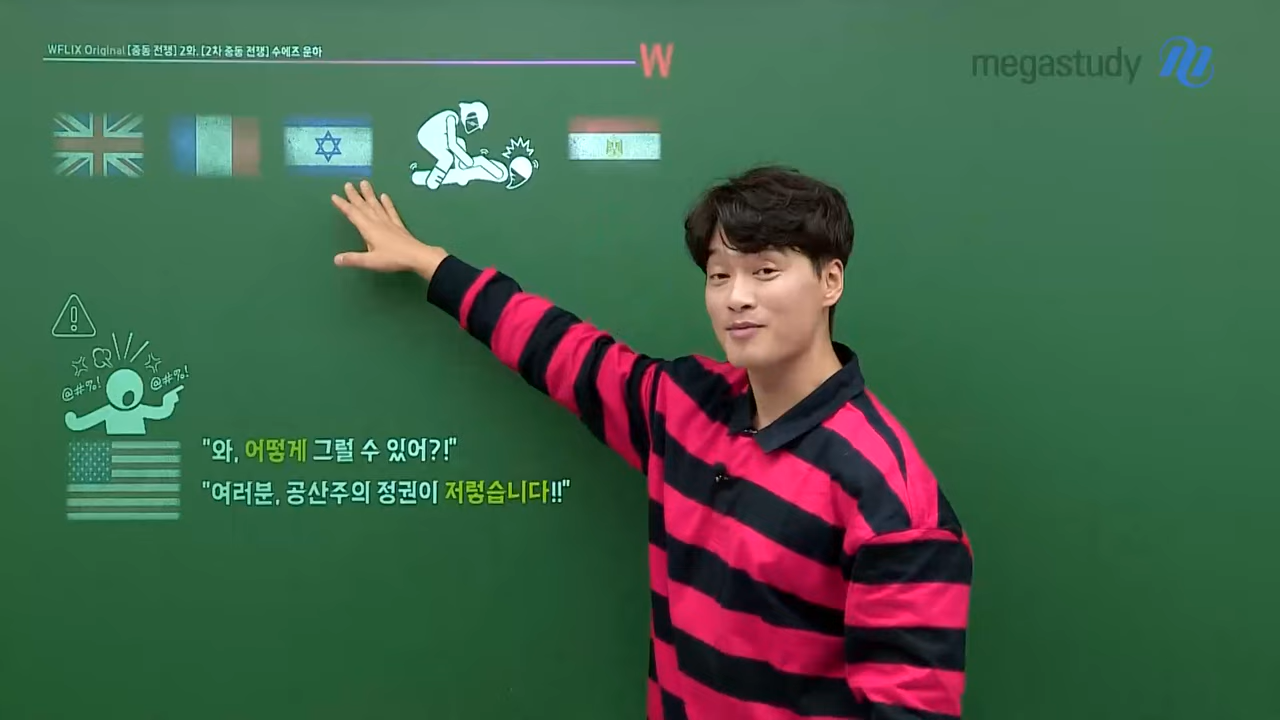 WFLIX Original [중동 전쟁] 2화. [2차 중동 전쟁] 수에즈 운하
W
megastudy
@#%! @#%!
"와, 어떻게 그럴 수 있어?!"
"여러분, 공산주의 정권이 저렇습니다!!"